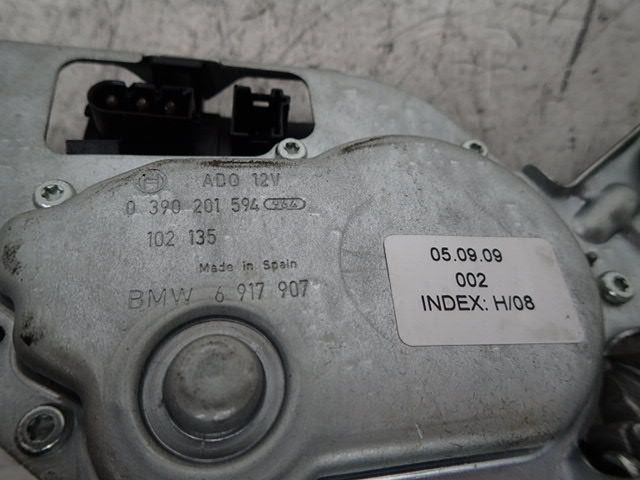 ADO 12V
0 390 201 594 964
102 135
Made in Spain
BMW 6 917 907
05.09.09
002
INDEX: H/08